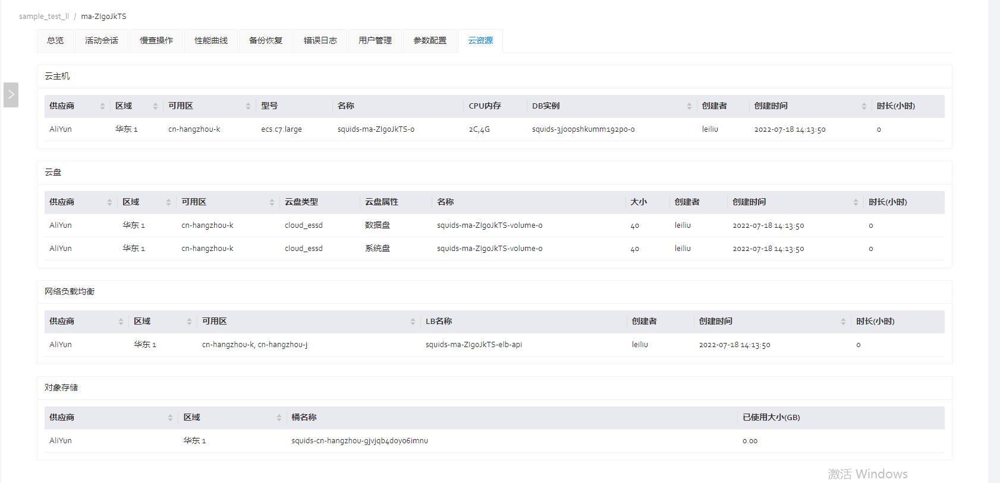 sample_test_ll / ma-ZIgoJkTS
总览 活动会话 慢查操作 性能曲线 备份恢复 错误日志 用户管理 参数配置 云资源
云主机
供应商 区域 可用区 型号 名称 CPU内存 DB实例 创建者 创建时间 时长(小时)
AliYun 华东 1 cn-hangzhou-k ecs.c7.large squids-ma-ZIgoJkTS-0 2C,4G squids-3joopshkumm192po-0 leiliu 2022-07-18 14:13:50 0
云盘
供应商 区域 可用区 云盘类型 云盘属性 名称 大小 创建者 创建时间 时长(小时)
AliYun 华东 1 cn-hangzhou-k cloud_essd 数据盘 squids-ma-ZIgoJkTS-volume-0 40 leiliu 2022-07-18 14:13:50 0
AliYun 华东 1 cn-hangzhou-k cloud_essd 系统盘 squids-ma-ZIgoJkTS-volume-0 40 leiliu 2022-07-18 14:13:50 0
网络负载均衡
供应商 区域 可用区 LB名称 创建者 创建时间 时长(小时)
AliYun 华东 1 cn-hangzhou-k, cn-hangzhou-j squids-ma-ZIgoJkTS-elb-api leiliu 2022-07-18 14:13:50 0
对象存储
供应商 区域 桶名称 已使用大小(GB)
AliYun 华东 1 squids-cn-hangzhou-gjvjqb4doyo6imnu 0.00
激活 Windows